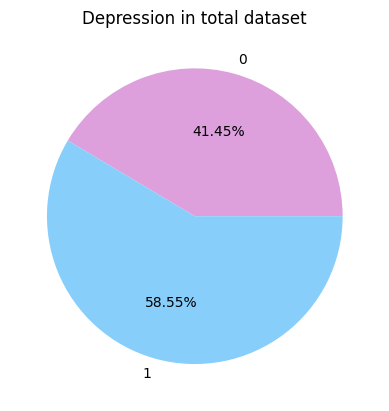 Depression in total dataset
0
41.45%
58.55%
1